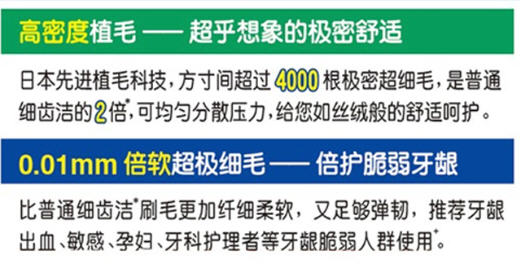 高密度植毛——超乎想象的极密舒适
日本先进植毛科技，方寸间超过4000根极密超细毛，是普通
细齿洁的2倍*，可均匀分散压力，给您如丝绒般的舒适呵护。
0.01mm 倍软超极细毛——倍护脆弱牙龈
比普通细齿洁*刷毛更加纤细柔软，又足够弹韧，推荐牙龈
出血、敏感、孕妇、牙科护理者等牙龈脆弱人群使用+。